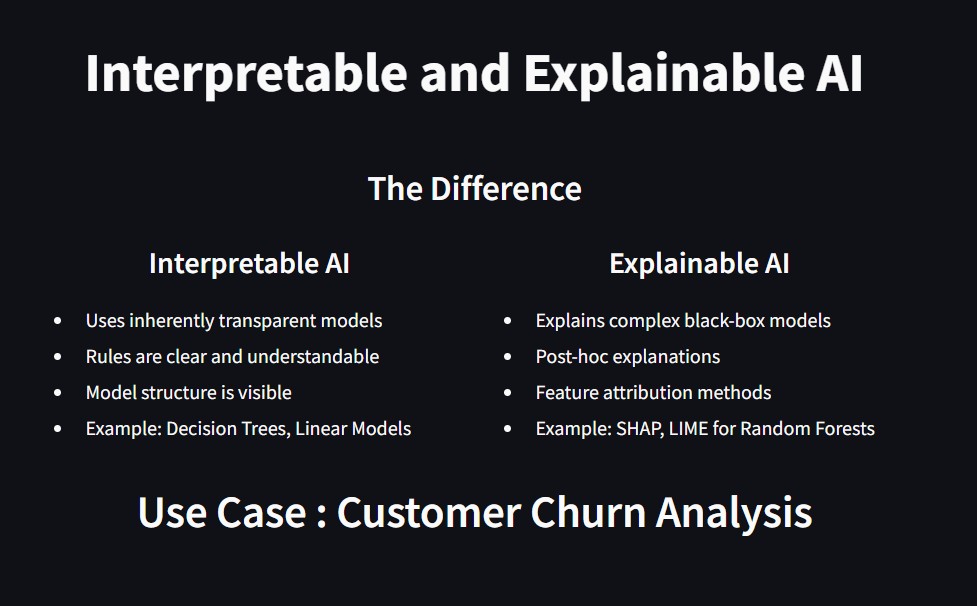 Interpretable and Explainable AI
The Difference
Interpretable AI
Uses inherently transparent models
Rules are clear and understandable
Model structure is visible
Example: Decision Trees, Linear Models
Explainable AI
Explains complex black-box models
Post-hoc explanations
Feature attribution methods
Example: SHAP, LIME for Random Forests
Use Case : Customer Churn Analysis